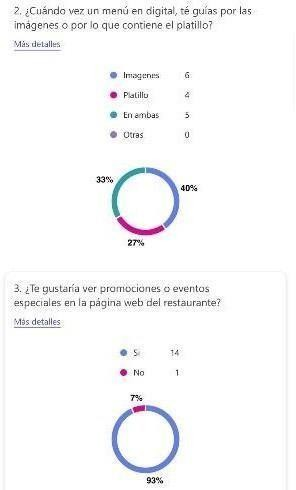 2. ¿Cuándo vez un menú en digital, té guías por las
imágenes o por lo que contiene el platillo?
Más detalles
Imagenes 6
Platillo 4
En ambas 5
Otras 0
33%
40%
27%
3. ¿Te gustaría ver promociones o eventos
especiales en la página web del restaurante?
Más detalles
Si 14
No 1
7%
93%